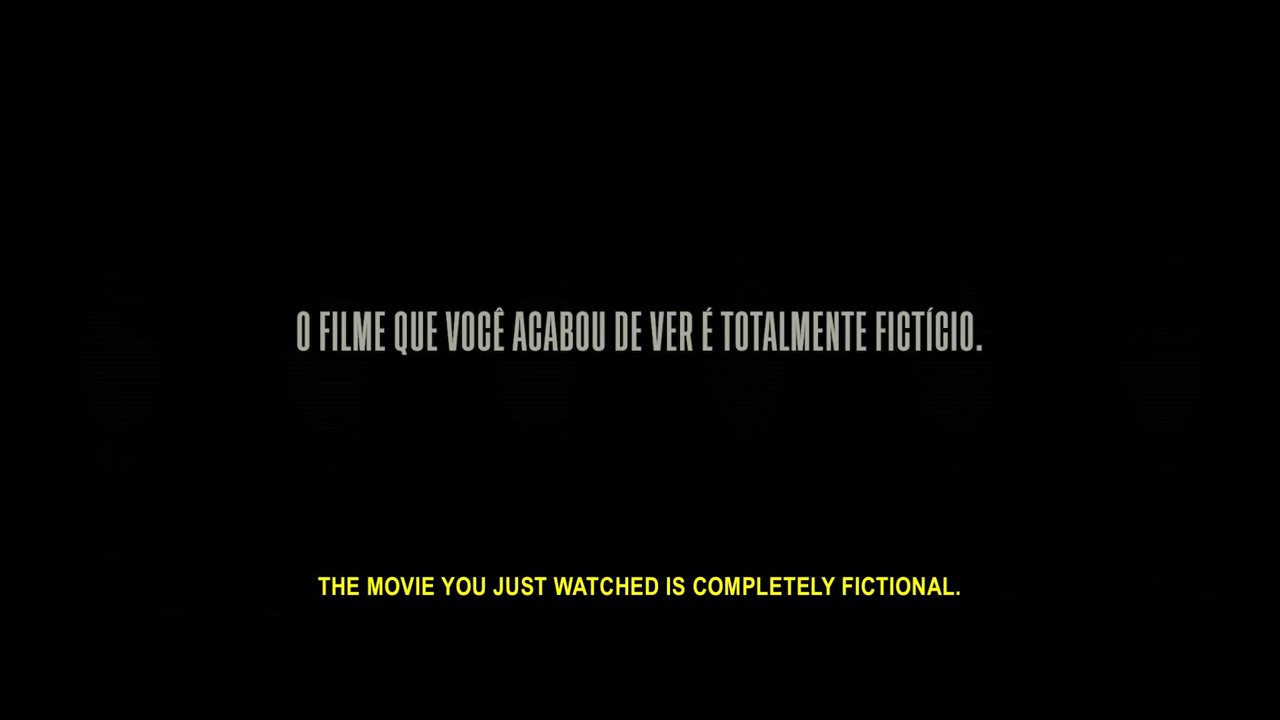 O FILME QUE VOCÊ ACABOU DE VER É TOTALMENTE FICTÍCIO.
THE MOVIE YOU JUST WATCHED IS COMPLETELY FICTIONAL.